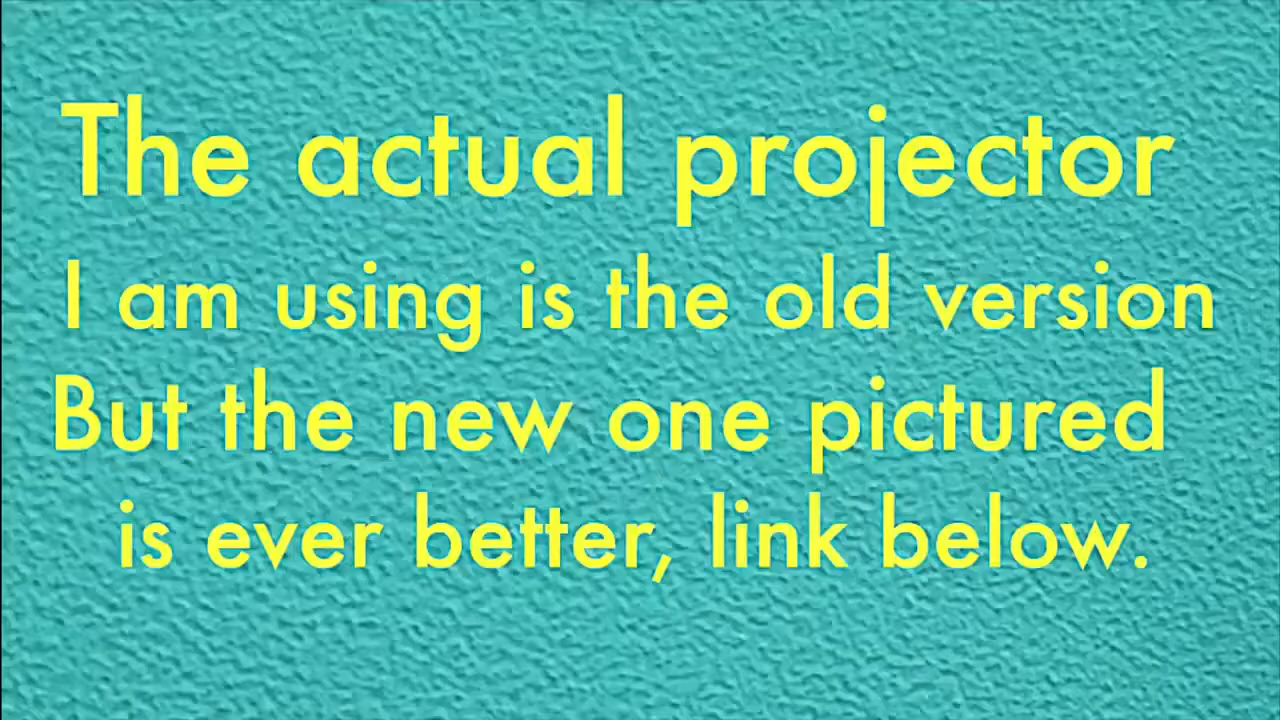 The actual projector
I am using is the old version
But the new one pictured
is ever better, link below.